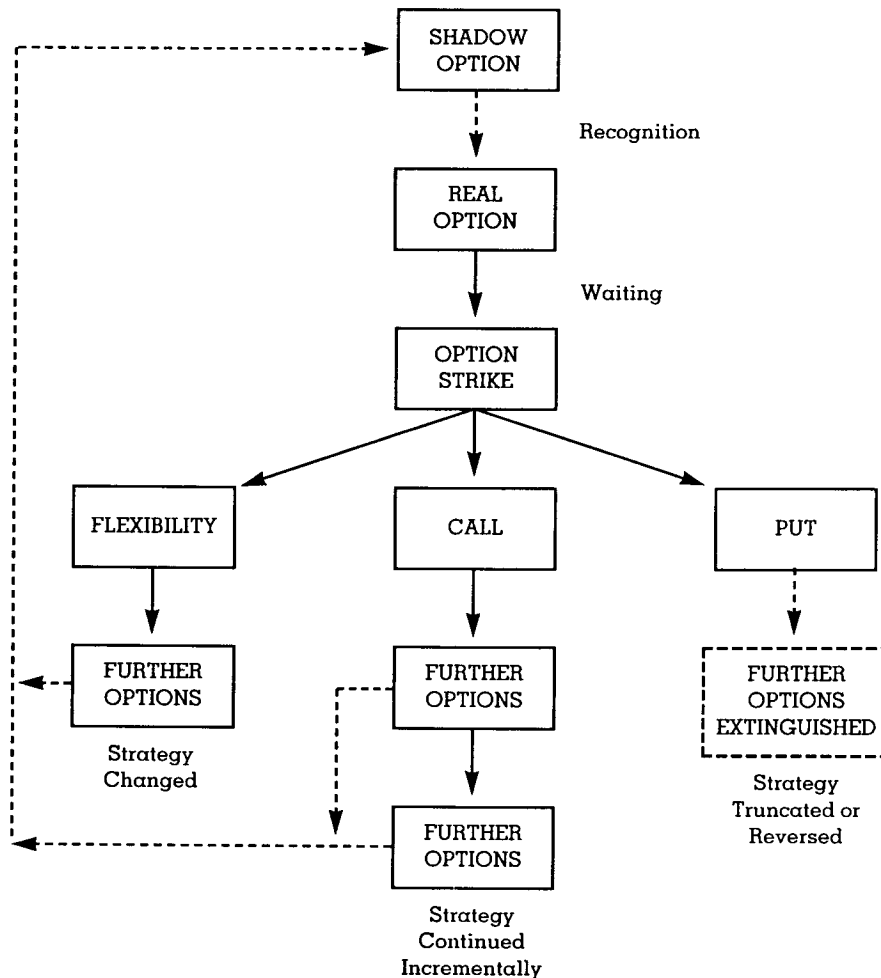 SHADOW
OPTION
Recognition
REAL
OPTION
Waiting
OPTION
STRIKE
FLEXIBILITY
CALL
PUT
FURTHER
OPTIONS
Strategy
Changed
FURTHER
OPTIONS
FURTHER
OPTIONS
EXTINGUISHED
Strategy
Truncated or
Reversed
FURTHER
OPTIONS
Strategy
Continued
Incrementally